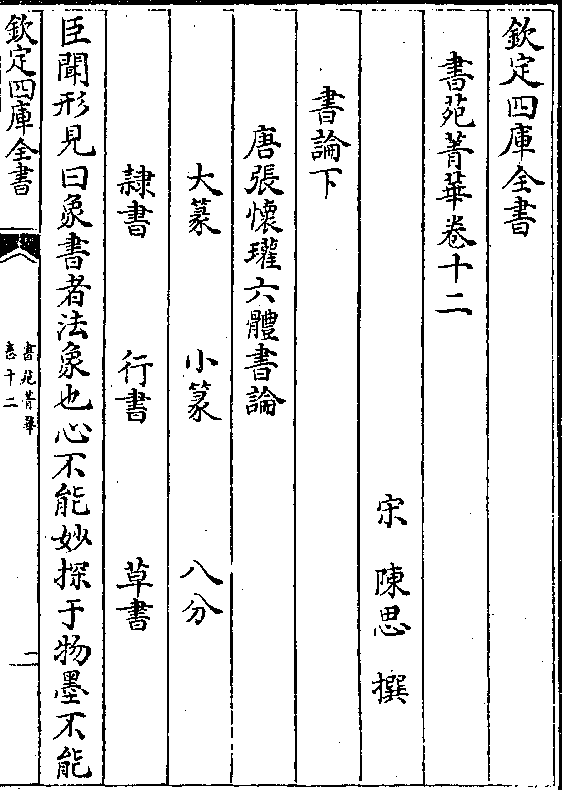 欽定四庫全書
書苑菁華卷十二
宋 陳思 撰
書論下
唐張懷瓘六體書論
大篆 小篆 八分
隷書 行書 草書
臣聞形見曰象書者法象也心不能妙探于物墨不能
欽定四庫全書
書苑菁華
卷十二
一